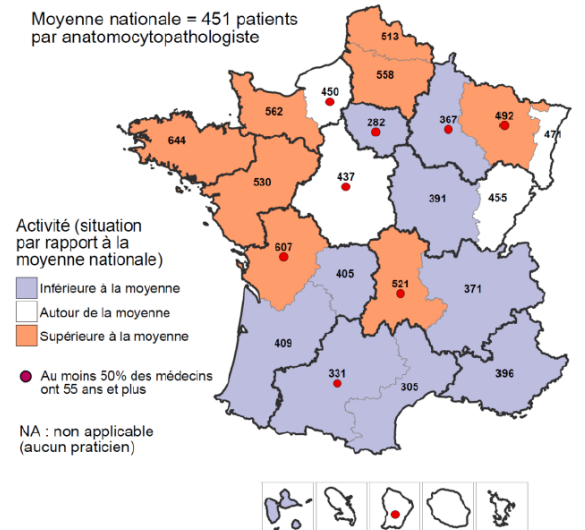 Moyenne nationale = 451 patients
par anatomocytopathologiste
513
558
450
562
282
367
492
471
644
530
437
391
455
Activité (situation
par rapport à la
moyenne nationale)
Inférieure à la moyenne
Autour de la moyenne
Supérieure à la moyenne
607
405
521
371
409
331
305
396
Au moins 50% des médecins
ont 55 ans et plus
NA : non applicable
(aucun praticien)